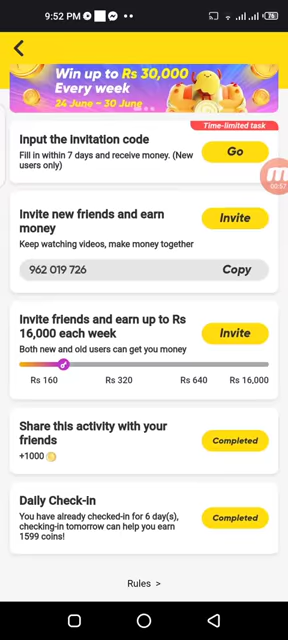 9:52 PM
76
Win up to Rs 30,000
Every week
24 June – 30 June
Time-limited task
Input the invitation code
Go
Fill in within 7 days and receive money. (New
users only)
00:57
Invite new friends and earn
money
Invite
Keep watching videos, make money together
962 019 726
Copy
Invite friends and earn up to Rs
16,000 each week
Invite
Both new and old users can get you money
Rs 160
Rs 320
Rs 640
Rs 16,000
Share this activity with your
friends
Completed
+1000
Daily Check-in
Completed
You have already checked-in for 6 day(s),
checking-in tomorrow can help you earn
1599 coins!
Rules >